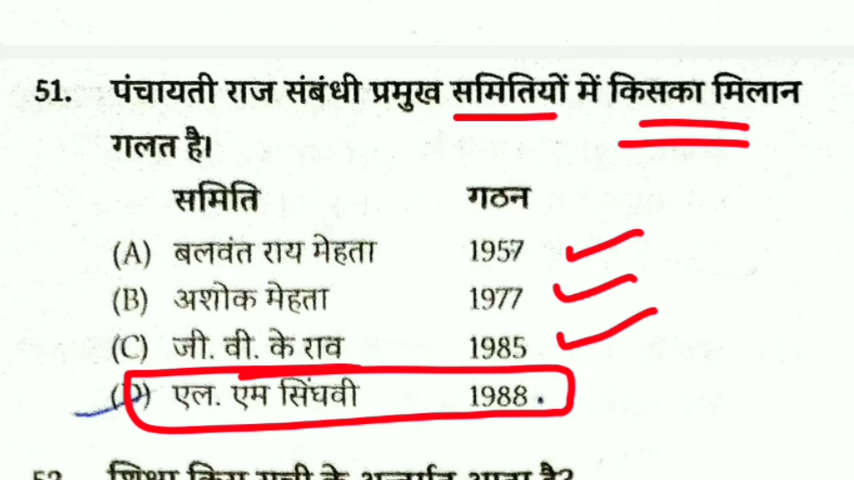 51. पंचायती राज संबंधी प्रमुख समितियों में किसका मिलान
गलत है।
समिति गठन
(A) बलवंत राय मेहता 1957
(B) अशोक मेहता 1977
(C) जी. वी. के राव 1985
(D) एल. एम सिंघवी 1988